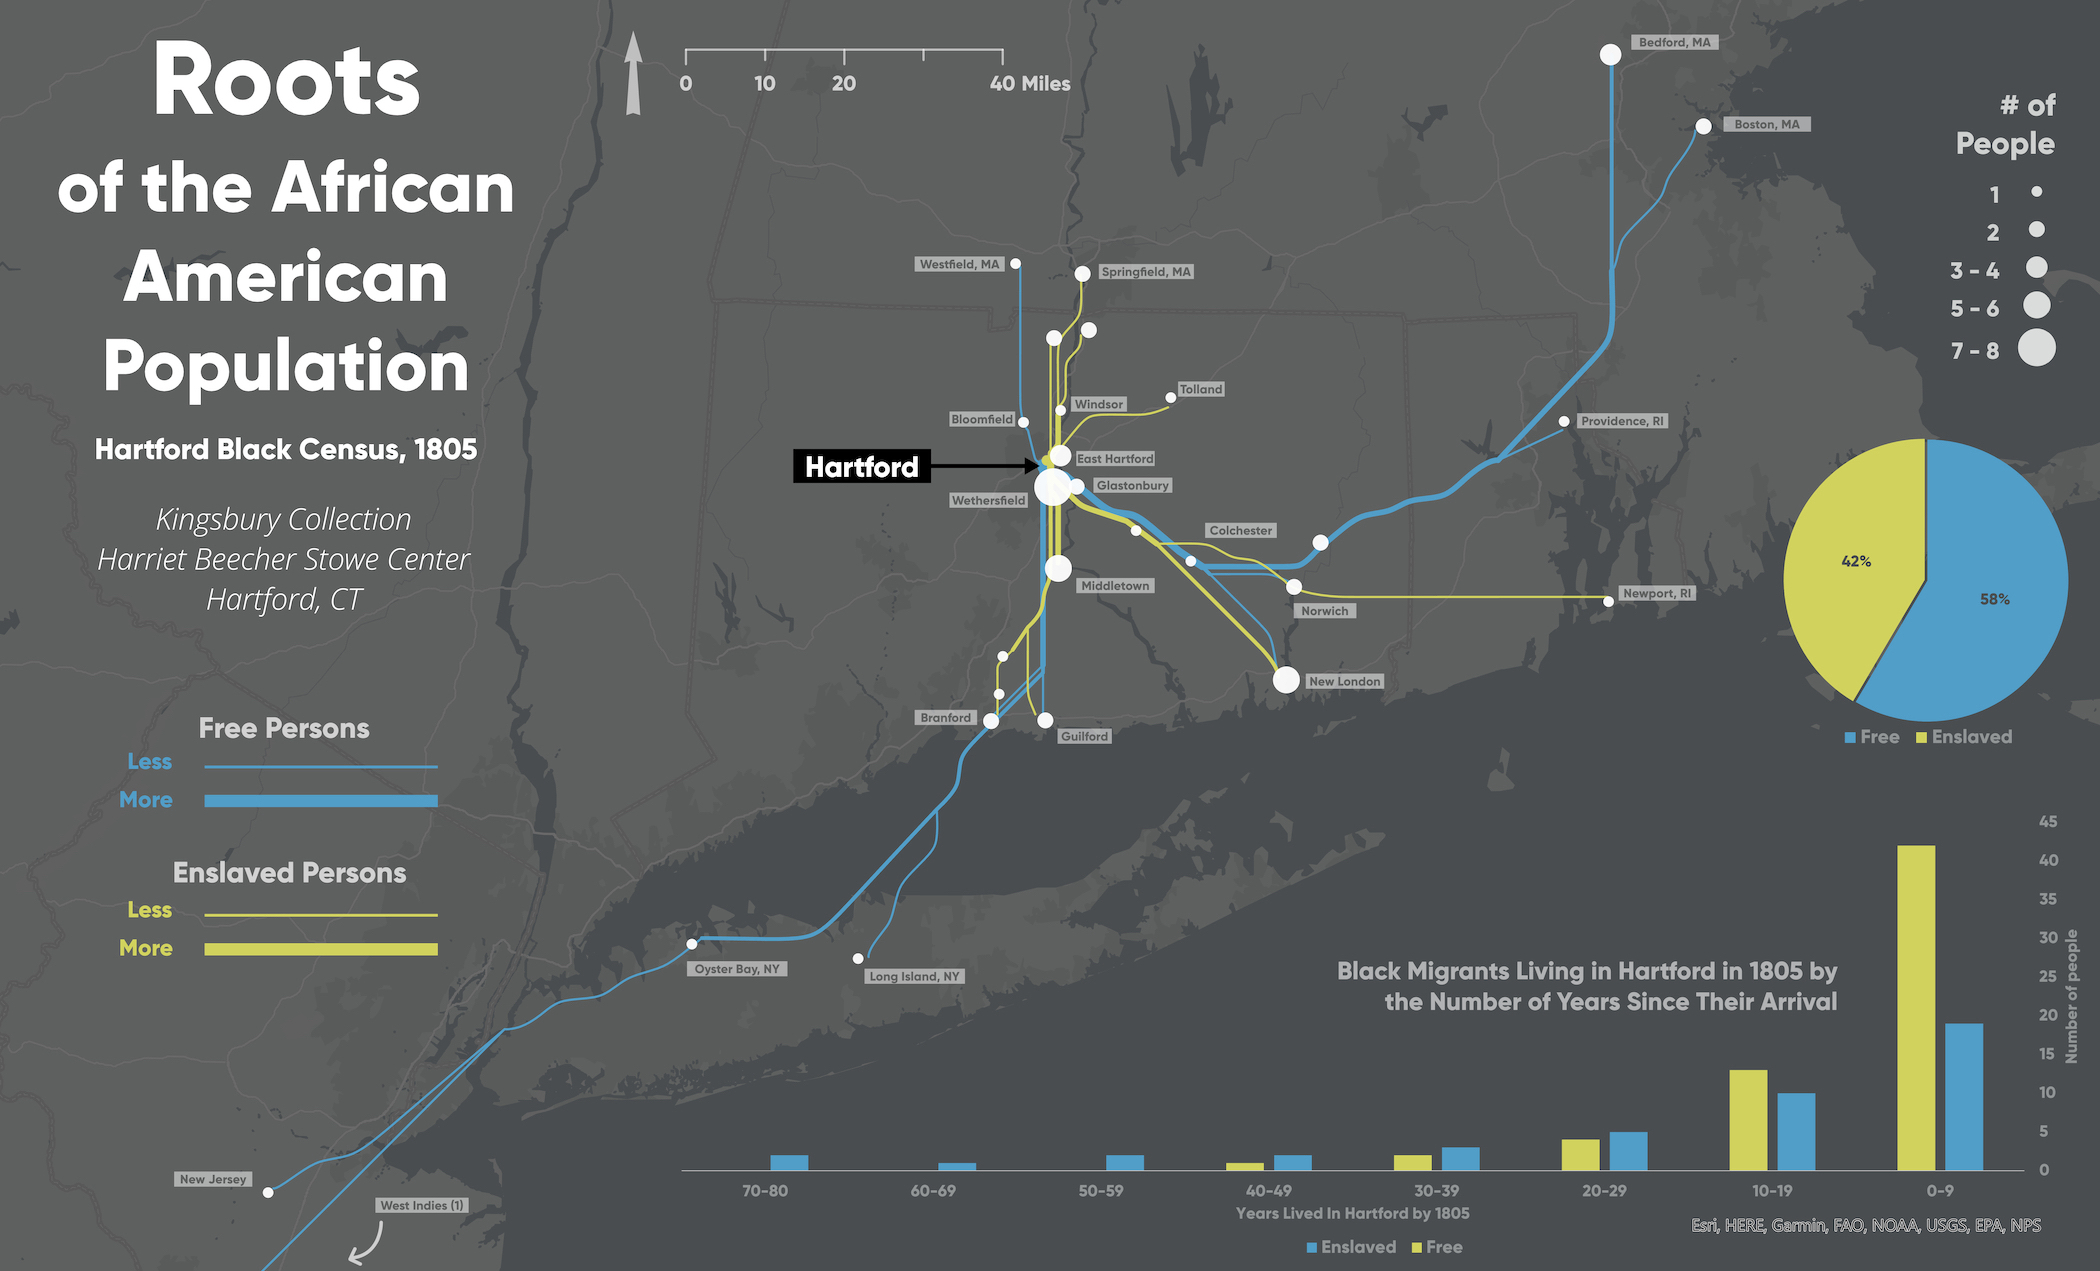 Roots
of the African
American
Population
Hartford Black Census, 1805
Kingsbury Collection
Harriet Beecher Stowe Center
Hartford, CT
0 10 20 40 Miles
Bedford, MA
Boston, MA
# of
People
1
2
3 - 4
5 - 6
7 - 8
Westfield, MA
Springfield, MA
Tolland
Windsor
Bloomfield
Providence, RI
Hartford
East Hartford
Glastonbury
Wethersfield
Colchester
Middletown
Newport, RI
Norwich
New London
Branford
Guilford
42%
58%
Free Enslaved
Free Persons
Less
More
Enslaved Persons
Less
More
Oyster Bay, NY
Long Island, NY
New Jersey
West Indies (1)
Black Migrants Living in Hartford in 1805 by
the Number of Years Since Their Arrival
45
40
35
30
25
20
15
10
5
0
Number of people
70-80 60-69 50-59 40-49 30-39 20-29 10-19 0-9
Years Lived In Hartford by 1805
Enslaved Free
Esri, HERE, Garmin, FAO, NOAA, USGS, EPA, NPS